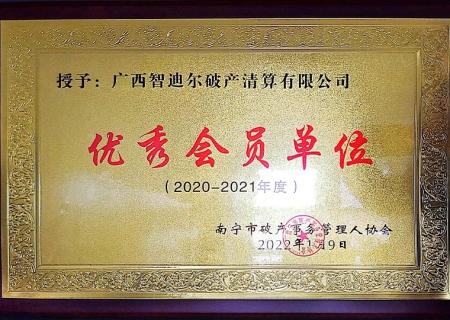 授予：广西智迪尔破产清算有限公司
优秀会员单位
（2020-2021年度）
南宁市破产事务管理人协会
2022年1月9日